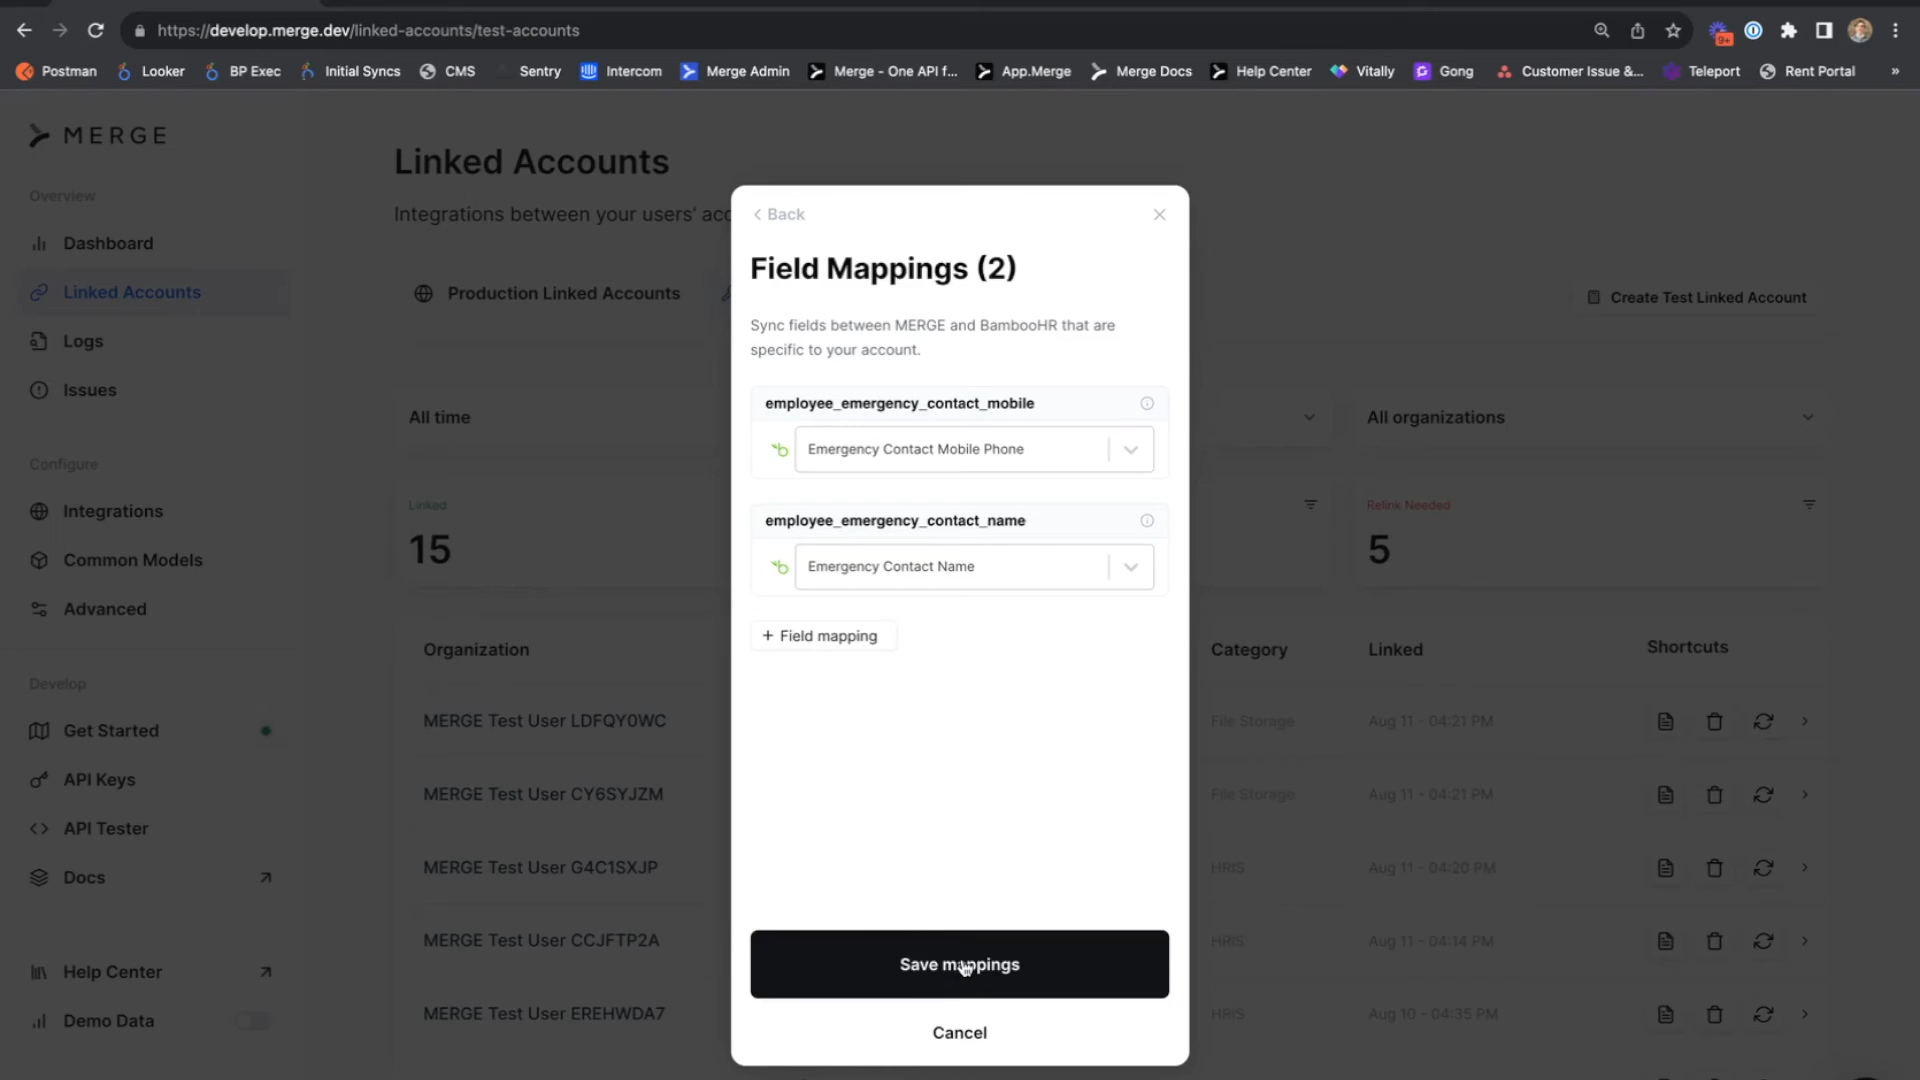 https://develop.merge.dev/linked-accounts/test-accounts
9+
Postman
Looker
BP Exec
Initial Syncs
CMS
Sentry
Intercom
Merge Admin
Merge - One API f...
App.Merge
Merge Docs
Help Center
Vitally
Gong
Customer Issue &...
Teleport
Rent Portal
»
MERGE
Overview
Dashboard
Linked Accounts
Logs
Issues
Configure
Integrations
Common Models
Advanced
Develop
Get Started
API Keys
API Tester
Docs
Help Center
Demo Data
Linked Accounts
Integrations between your users' acc
Production Linked Accounts
Create Test Linked Account
All time
All organizations
Linked
15
Relink Needed
5
Organization
Category
Linked
Shortcuts
MERGE Test User LDFQY0WC
File Storage
Aug 11 - 04:21 PM
MERGE Test User CY6SYJZM
File Storage
Aug 11 - 04:21 PM
MERGE Test User G4C1SXJP
HRIS
Aug 11 - 04:20 PM
MERGE Test User CCJFTP2A
HRIS
Aug 11 - 04:14 PM
MERGE Test User EREHWDA7
HRIS
Aug 10 - 04:35 PM
Back
Field Mappings (2)
Sync fields between MERGE and BambooHR that are
specific to your account.
employee_emergency_contact_mobile
Emergency Contact Mobile Phone
employee_emergency_contact_name
Emergency Contact Name
+ Field mapping
Save mappings
Cancel